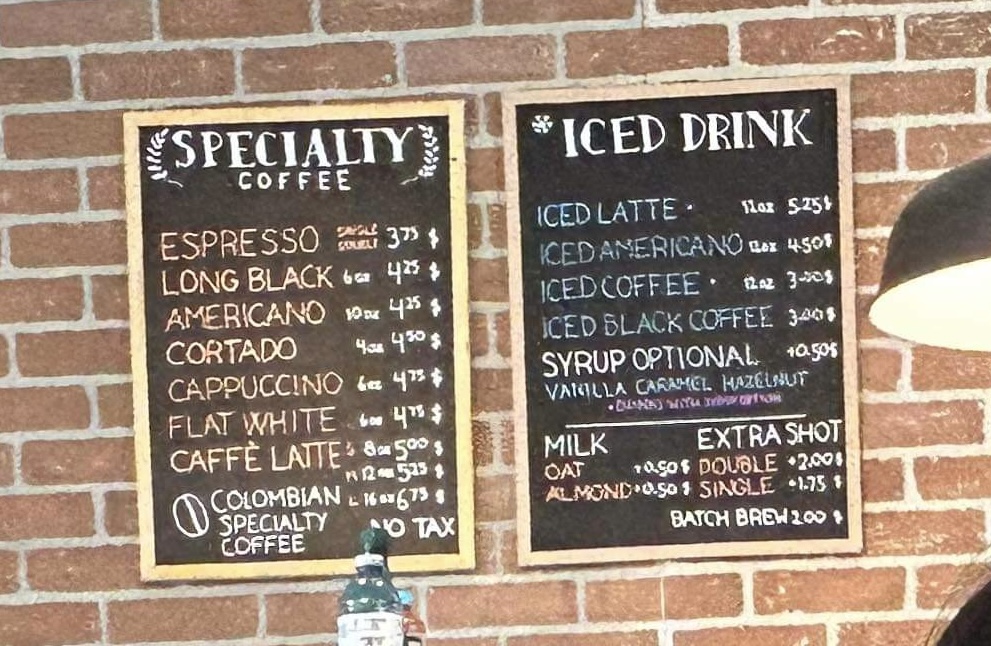 SPECIALTY
COFFEE
ESPRESSO SINGLE DOUBLE 3.75 $
LONG BLACK 6oz 4.25 $
AMERICANO 10oz 4.25 $
CORTADO 4oz 4.50 $
CAPPUCCINO 6oz 4.75 $
FLAT WHITE 6oz 4.75 $
CAFFÈ LATTE S 8oz 5.00 $
M 12oz 5.25 $
L 16oz 6.75 $
COLOMBIAN
SPECIALTY
COFFEE
NO TAX
* ICED DRINK
ICED LATTE • 12oz 5.25$
ICED AMERICANO 12oz 4.50$
ICED COFFEE • 12oz 3.00$
ICED BLACK COFFEE 3.00$
SYRUP OPTIONAL +0.50$
VANILLA CARAMEL HAZELNUT
MILK
OAT +0.50 $
ALMOND +0.50 $
EXTRA SHOT
DOUBLE +2.00$
SINGLE +1.75 $
BATCH BREW 2.00 $